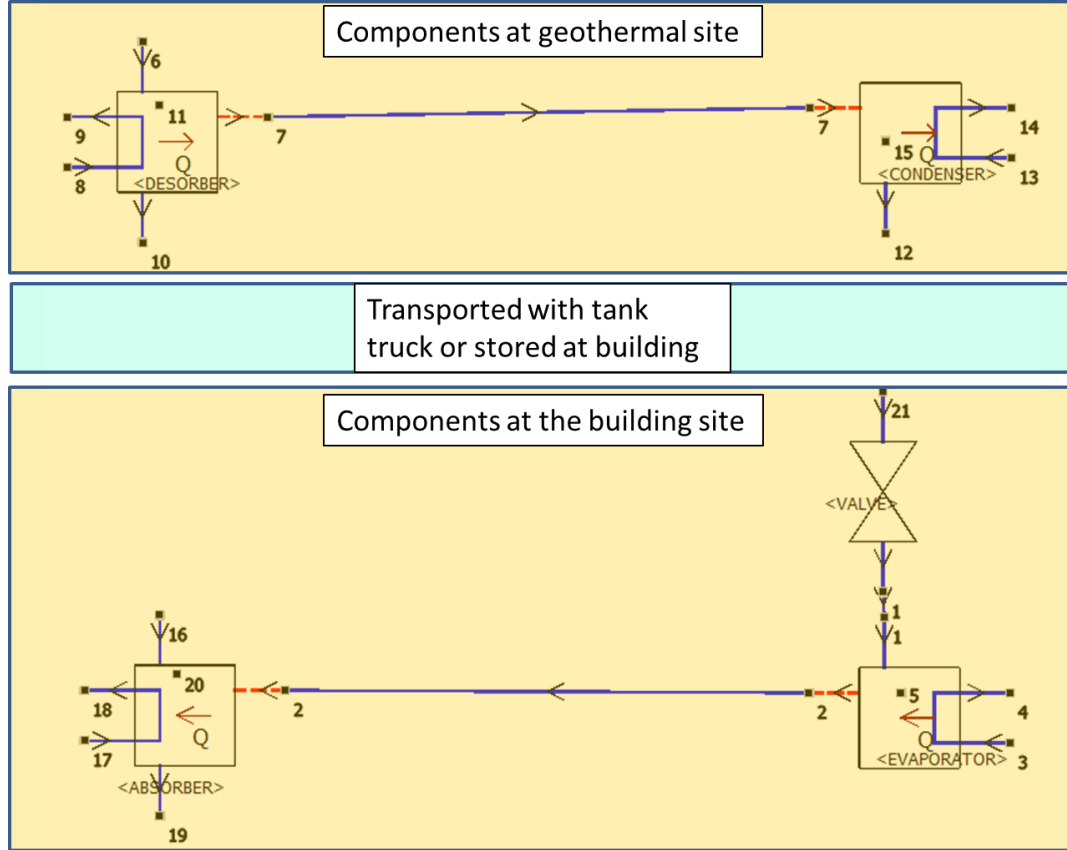 Components at geothermal site
6
9
11
7
7
14
Q
15 Q
8
<DESORBER>
<CONDENSER>
13
10
12
Transported with tank
truck or stored at building
Components at the building site
21
<VALVE>
1
1
16
20
5
18
2
2
4
Q
Q
17
<EVAPORATOR>
3
<ABSORBER>
19